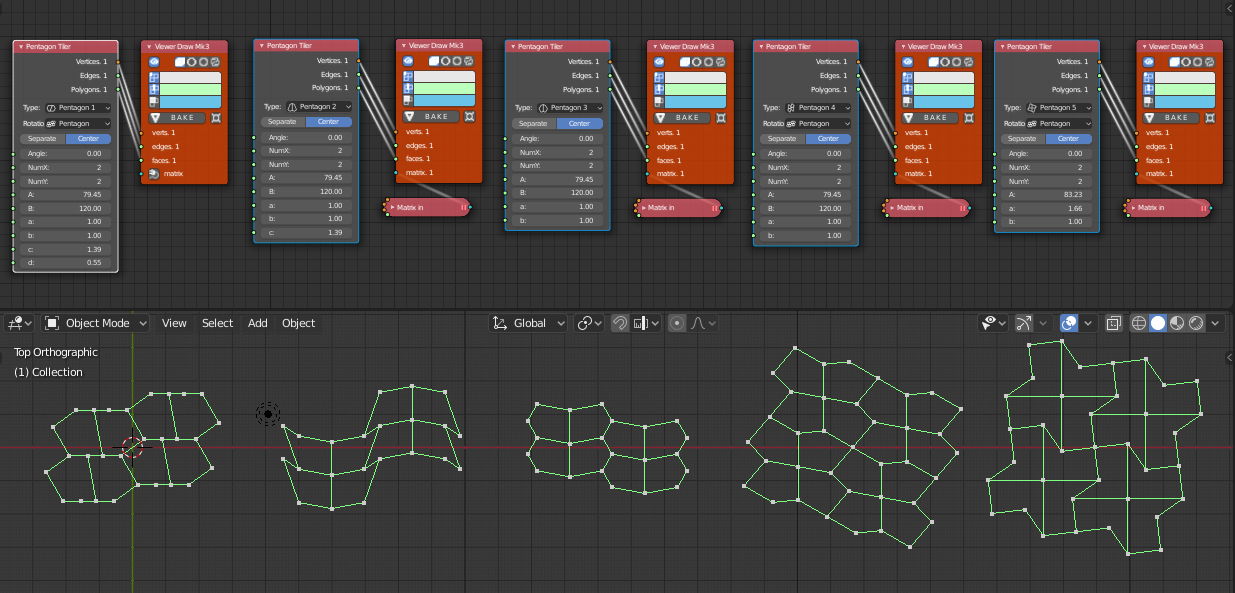 Pentagon Tiler
Vertices. 1
Edges. 1
Polygons. 1
Type: Pentagon 1
Rotatio Pentagon
Separate Center
Angle: 0.00
NumX: 2
NumY: 2
A: 79.45
B: 120.00
a: 1.00
b: 1.00
c: 1.39
d: 0.55
Viewer Draw Mk3
BAKE
verts. 1
edges. 1
faces. 1
matrix
Pentagon Tiler
Vertices. 1
Edges. 1
Polygons. 1
Type: Pentagon 2
Separate Center
Angle: 0.00
NumX: 2
NumY: 2
A: 79.45
B: 120.00
a: 1.00
b: 1.00
c: 1.39
Viewer Draw Mk3
BAKE
verts. 1
edges. 1
faces. 1
matrix. 1
Matrix in
Pentagon Tiler
Vertices. 1
Edges. 1
Polygons. 1
Type: Pentagon 3
Separate Center
Angle: 0.00
NumX: 2
NumY: 2
A: 79.45
B: 120.00
a: 1.00
b: 1.00
Viewer Draw Mk3
BAKE
verts. 1
edges. 1
faces. 1
matrix. 1
Matrix in
Pentagon Tiler
Vertices. 1
Edges. 1
Polygons. 1
Type: Pentagon 4
Rotatio Pentagon
Separate Center
Angle: 0.00
NumX: 2
NumY: 2
A: 79.45
B: 120.00
a: 1.00
b: 1.00
Viewer Draw Mk3
BAKE
verts. 1
edges. 1
faces. 1
matrix. 1
Matrix in
Pentagon Tiler
Vertices. 1
Edges. 1
Polygons. 1
Type: Pentagon 5
Rotatio Pentagon
Separate Center
Angle: 0.00
NumX: 2
NumY: 2
A: 83.23
a: 1.66
b: 1.00
Viewer Draw Mk3
BAKE
verts. 1
edges. 1
faces. 1
matrix. 1
Matrix in
Object Mode View Select Add Object Global
Top Orthographic
(1) Collection